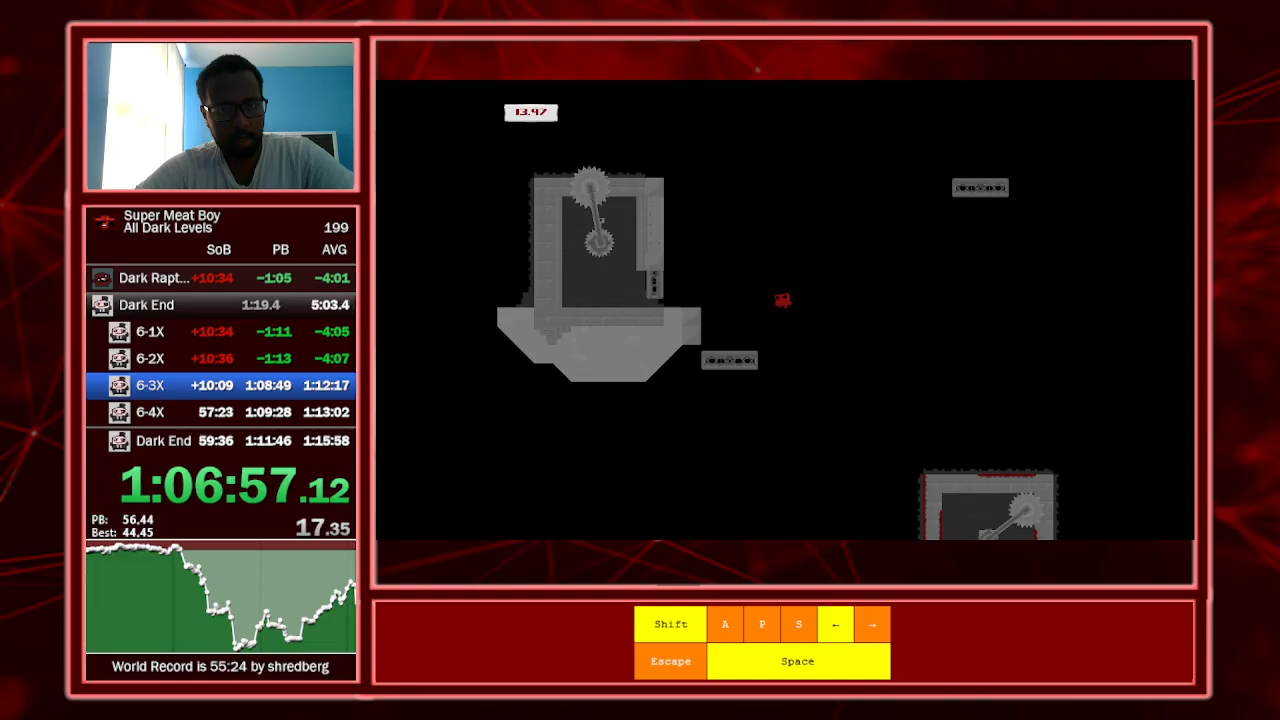 13.97
Super Meat Boy
All Dark Levels 199
SoB PB AVG
Dark Rapt... +10:34 −1:05 −4:01
Dark End 1:19.4 5:03.4
6-1X +10:34 −1:11 −4:05
6-2X +10:36 −1:13 −4:07
6-3X +10:09 1:08:49 1:12:17
6-4X 57:23 1:09:28 1:13:02
Dark End 59:36 1:11:46 1:15:58
1:06:57.12
PB: 56.44
Best: 44.45
17.35
World Record is 55:24 by shredberg
Shift A P S ← →
Escape Space